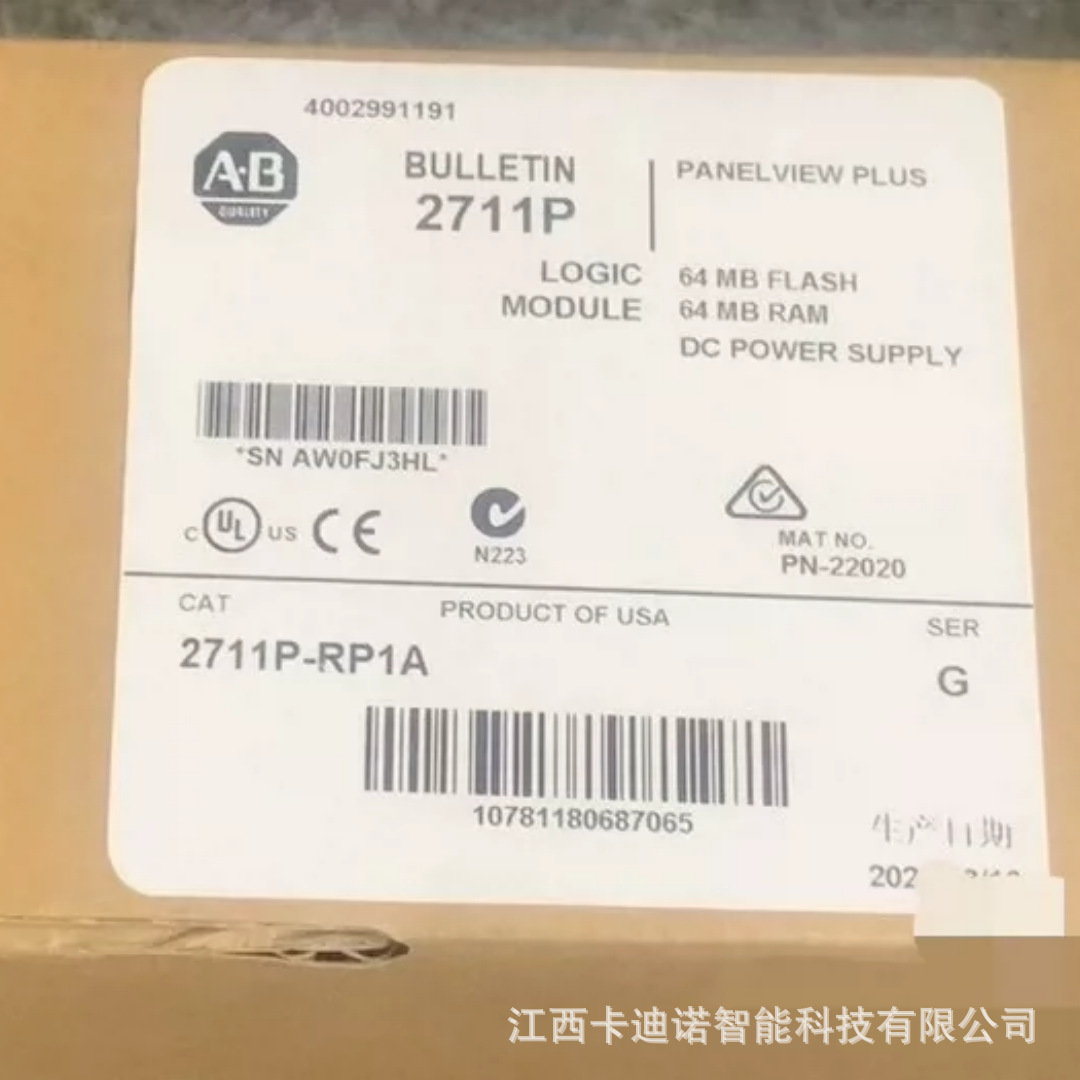 4002991191
A·B
QUALITY
BULLETIN
2711P
PANELVIEW PLUS
LOGIC
MODULE
64 MB FLASH
64 MB RAM
DC POWER SUPPLY
*SN AW0FJ3HL*
C UL US CE
N223
MAT NO.
PN-22020
CAT
PRODUCT OF USA
SER
2711P-RP1A
G
10781180687065
生产日期
江西卡迪诺智能科技有限公司